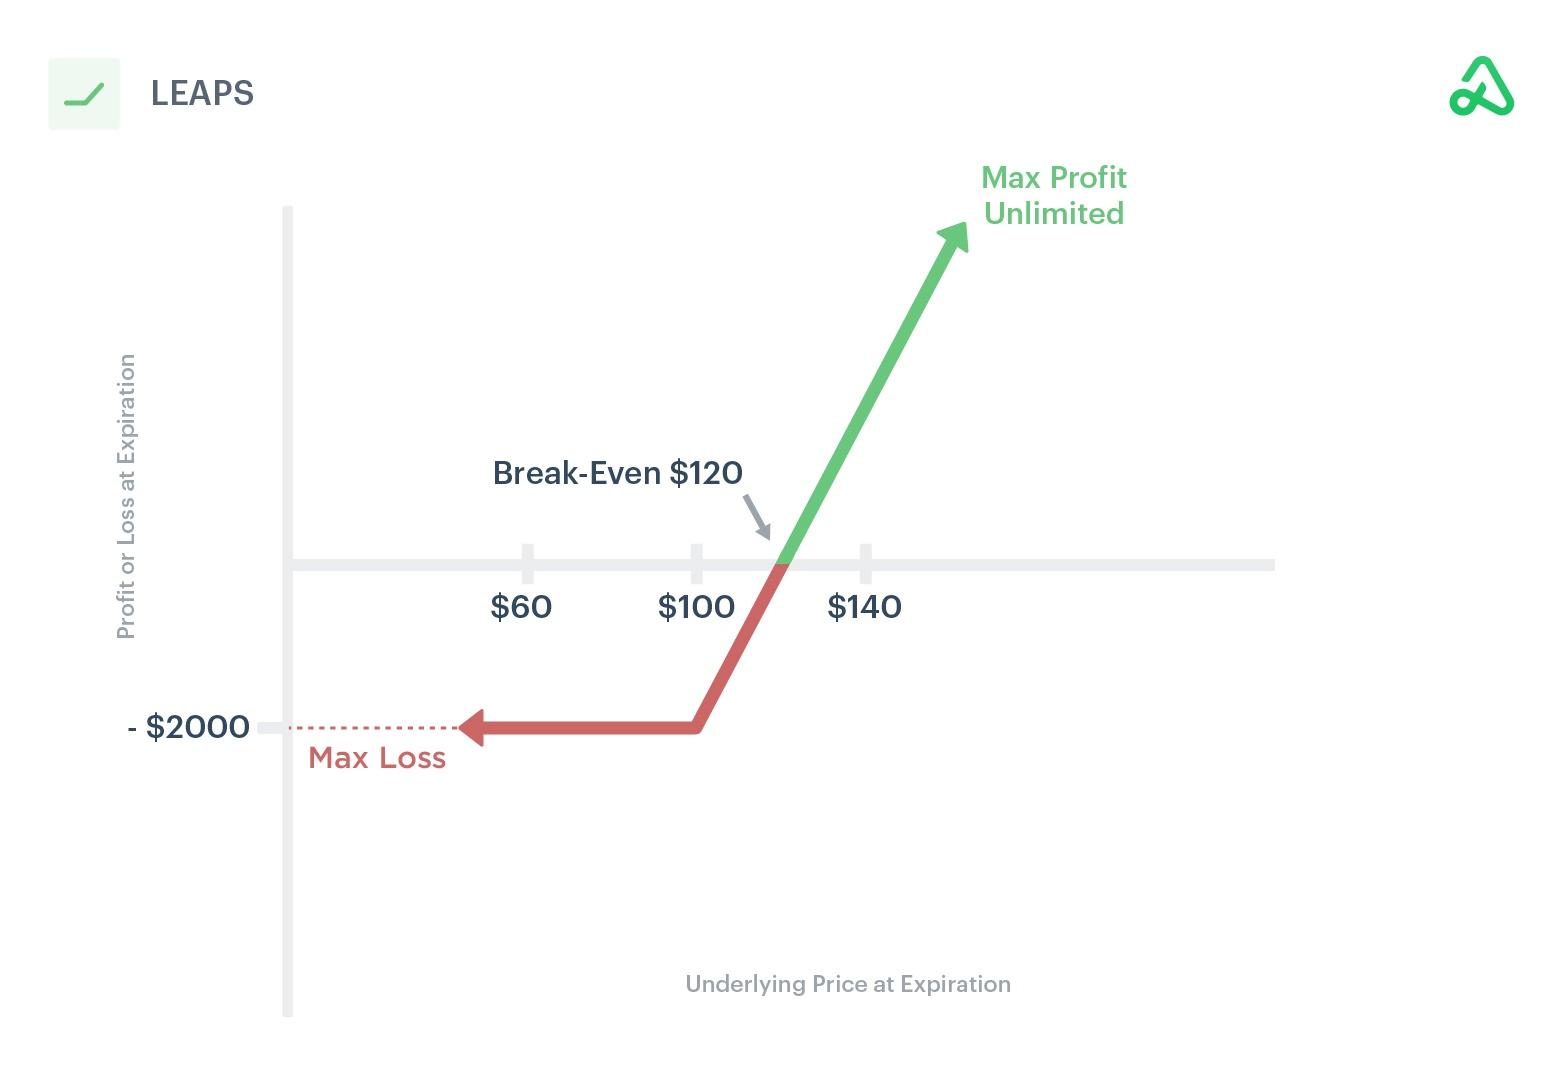 LEAPS
Max Profit
Unlimited
Profit or Loss at Expiration
Break-Even $120
$60
$100
$140
- $2000
Max Loss
Underlying Price at Expiration